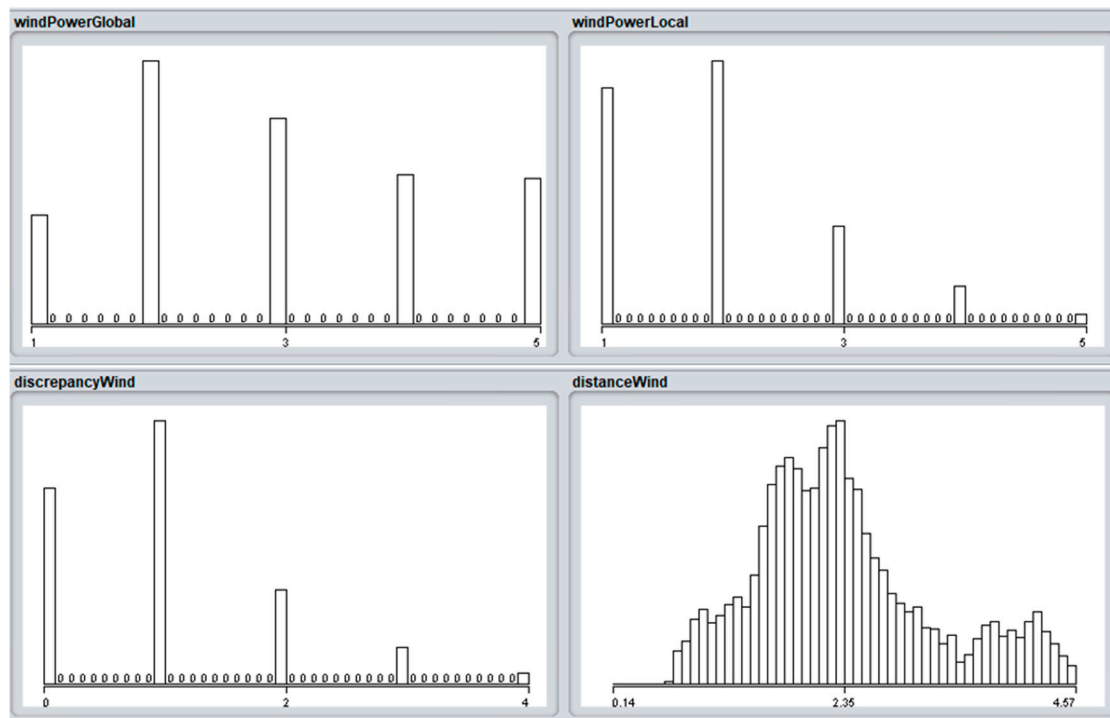 windPowerGlobal
0 0 0 0 0 0 0 0 0 0 0 0 0 0 0 0 0 0 0 0 0 0 0 0 0 0 0
1 3 5
windPowerLocal
0 0 0 0 0 0 0 0 0 0 0 0 0 0 0 0 0 0 0 0 0 0 0 0 0 0 0 0 0 0 0 0 0 0 0 0 0 0 0
1 3 5
discrepancyWind
0 0 0 0 0 0 0 0 0 0 0 0 0 0 0 0 0 0 0 0 0 0 0 0 0 0 0 0 0 0 0 0 0 0 0 0 0 0 0
0 2 4
distanceWind
0.14 2.35 4.57